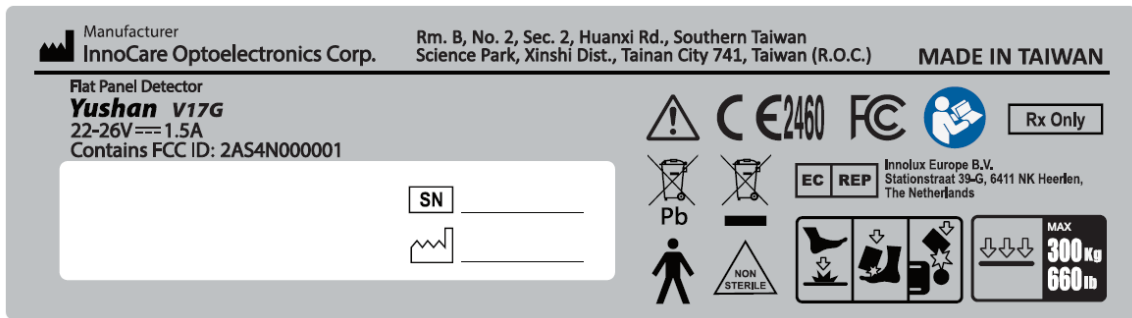 Manufacturer
InnoCare Optoelectronics Corp.
Rm. B, No. 2, Sec. 2, Huanxi Rd., Southern Taiwan
Science Park, Xinshi Dist., Tainan City 741, Taiwan (R.O.C.)
MADE IN TAIWAN
Flat Panel Detector
Yushan V17G
22-26V⎓1.5A
Contains FCC ID: 2AS4N000001
SN
CE2460
FC
Rx Only
Pb
EC REP
Innolux Europe B.V.
Stationstraat 39-G, 6411 NK Heerlen,
The Netherlands
NON
STERILE
MAX
300 Kg
660 lb